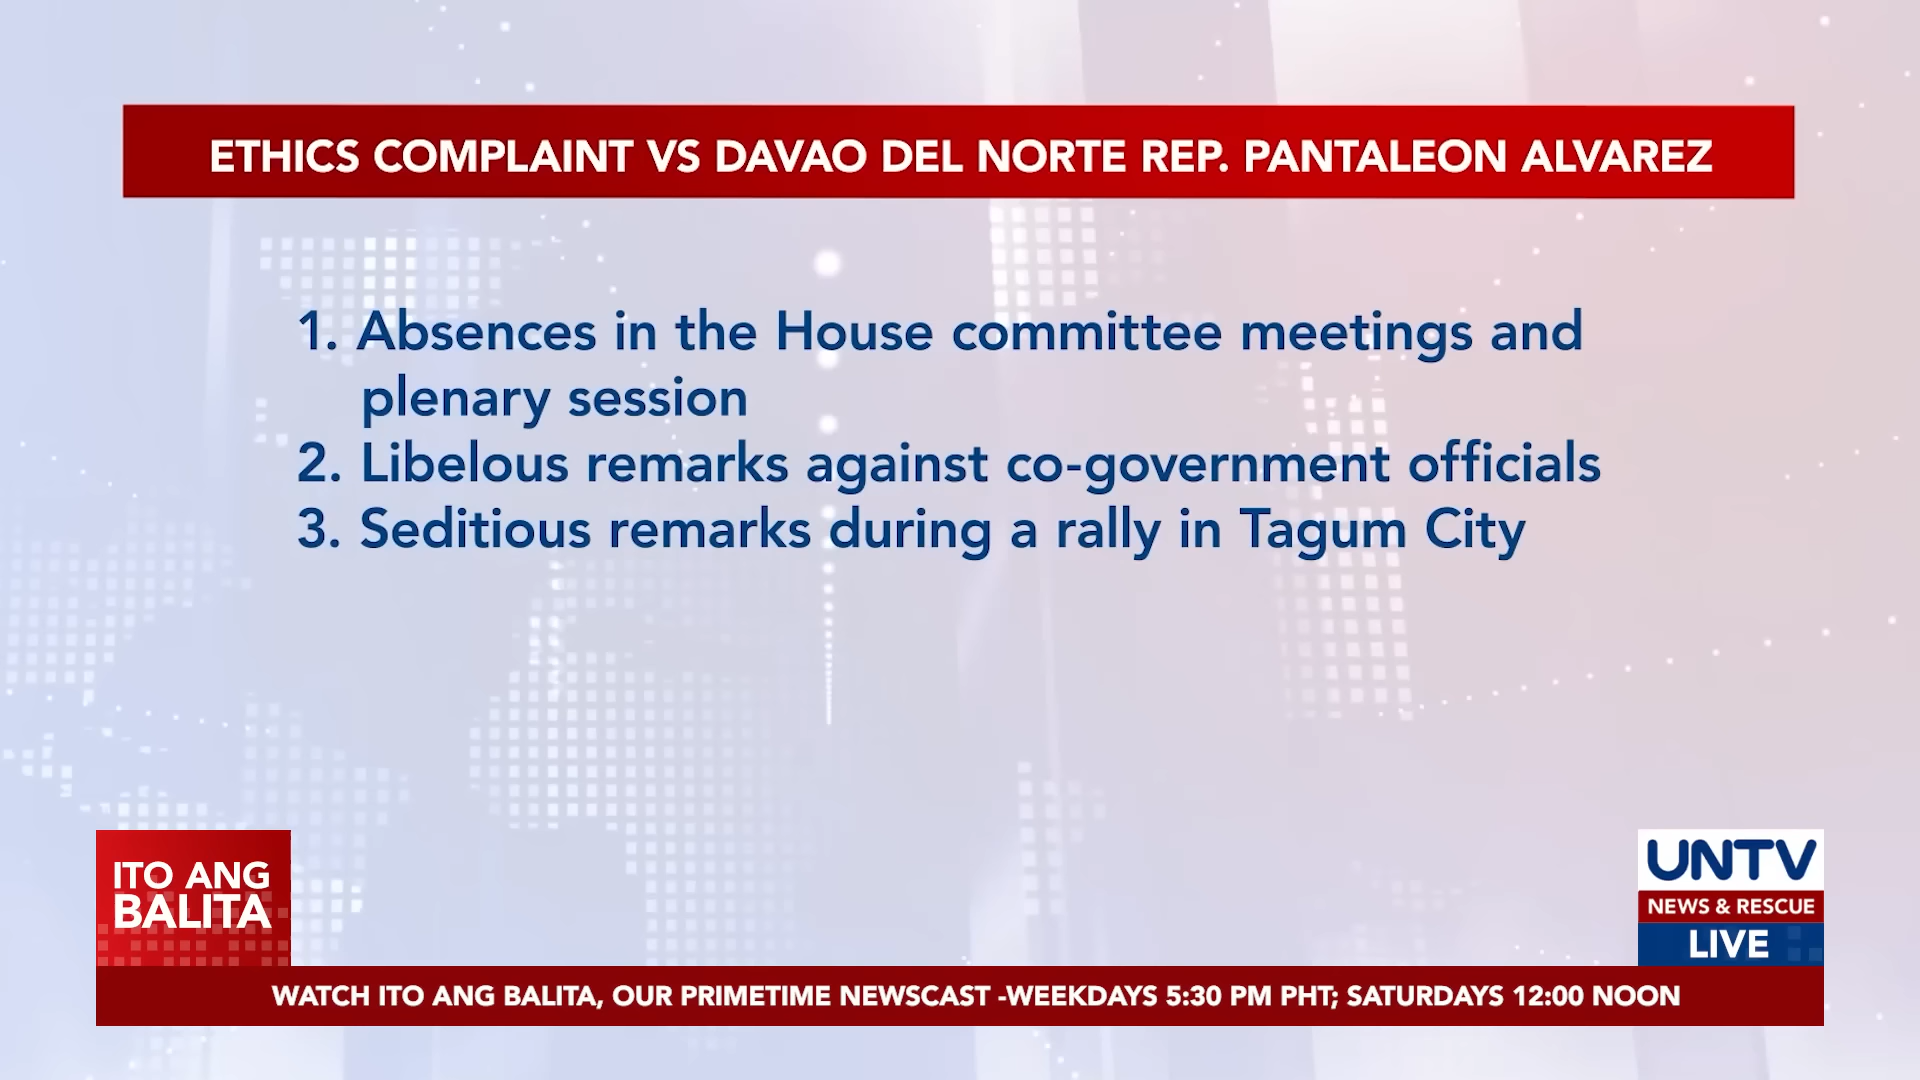 ETHICS COMPLAINT VS DAVAO DEL NORTE REP. PANTALEON ALVAREZ
1. Absences in the House committee meetings and
plenary session
2. Libelous remarks against co-government officials
3. Seditious remarks during a rally in Tagum City
ITO ANG
BALITA
UNTV
NEWS & RESCUE
LIVE
WATCH ITO ANG BALITA, OUR PRIMETIME NEWSCAST -WEEKDAYS 5:30 PM PHT; SATURDAYS 12:00 NOON